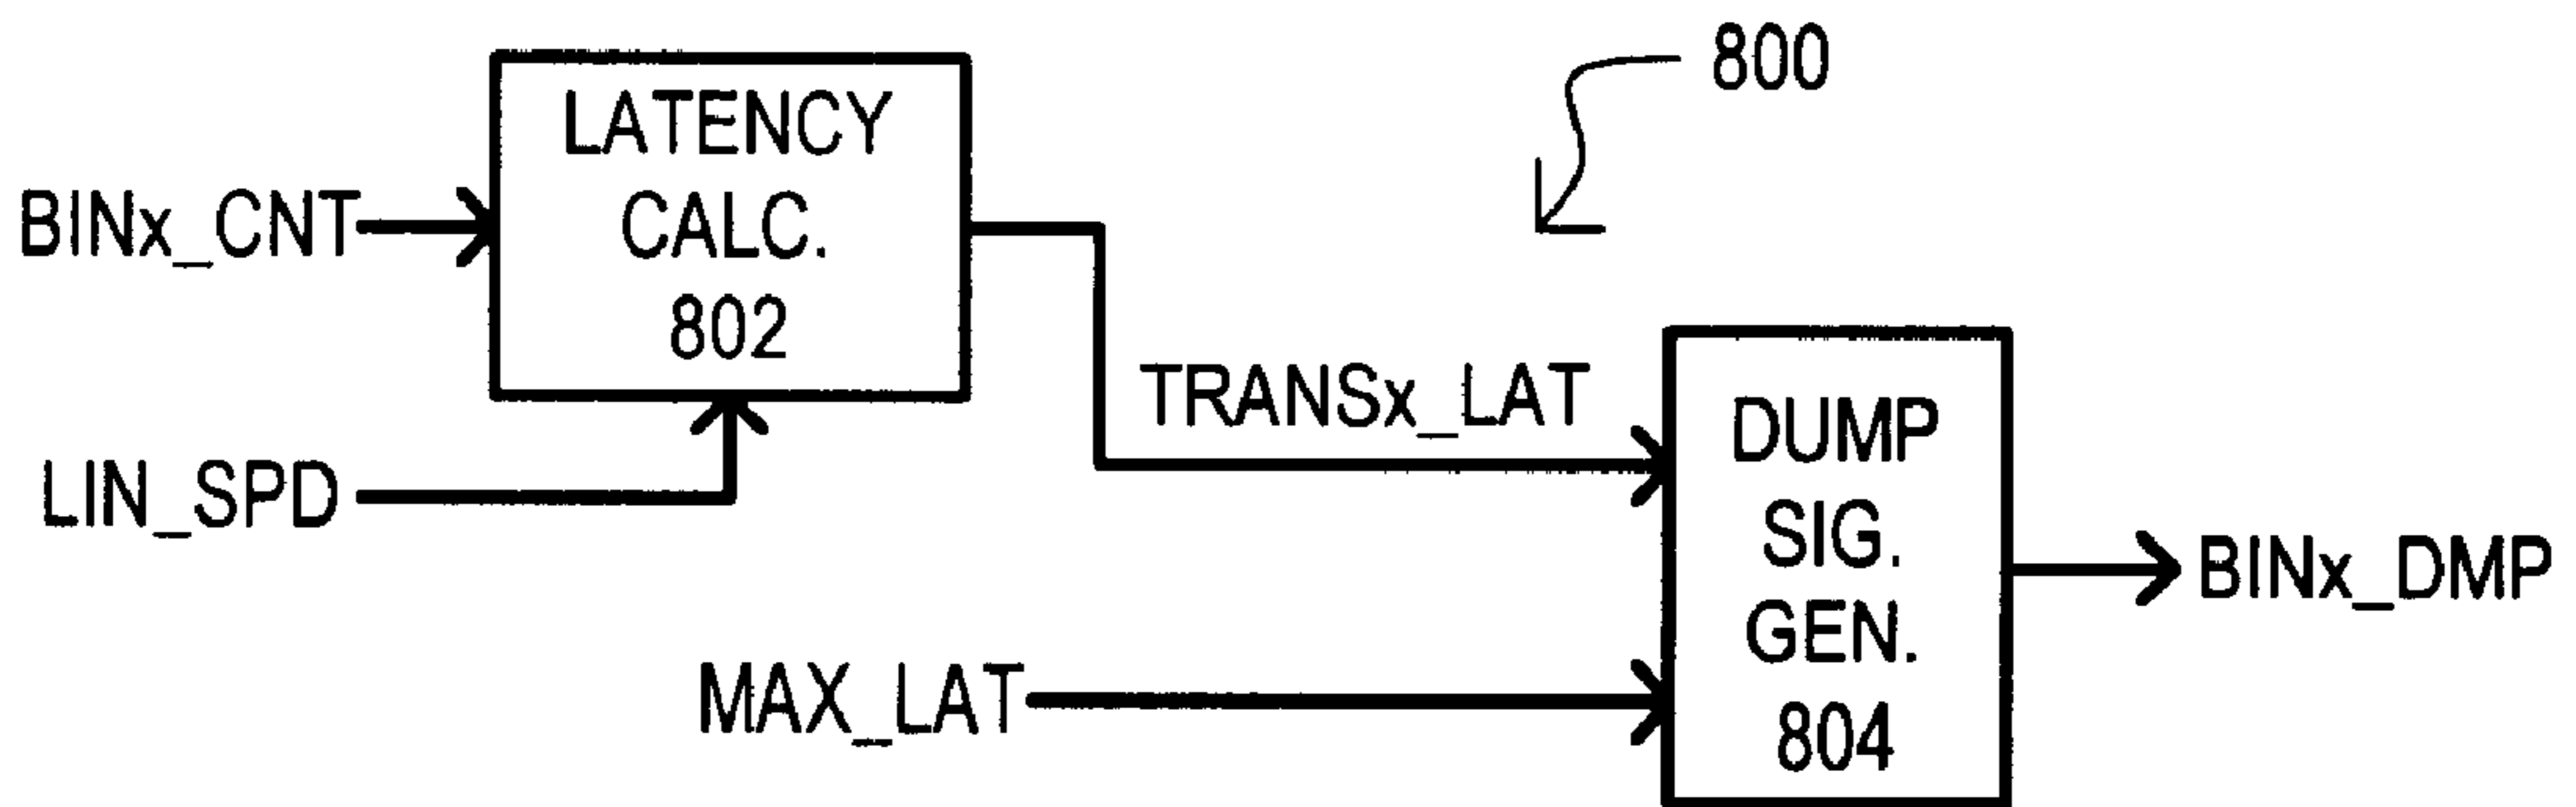 800
LATENCY
CALC.
802
BINx_CNT
LIN_SPD
TRANSx_LAT
MAX_LAT
DUMP
SIG.
GEN.
804
BINx_DMP